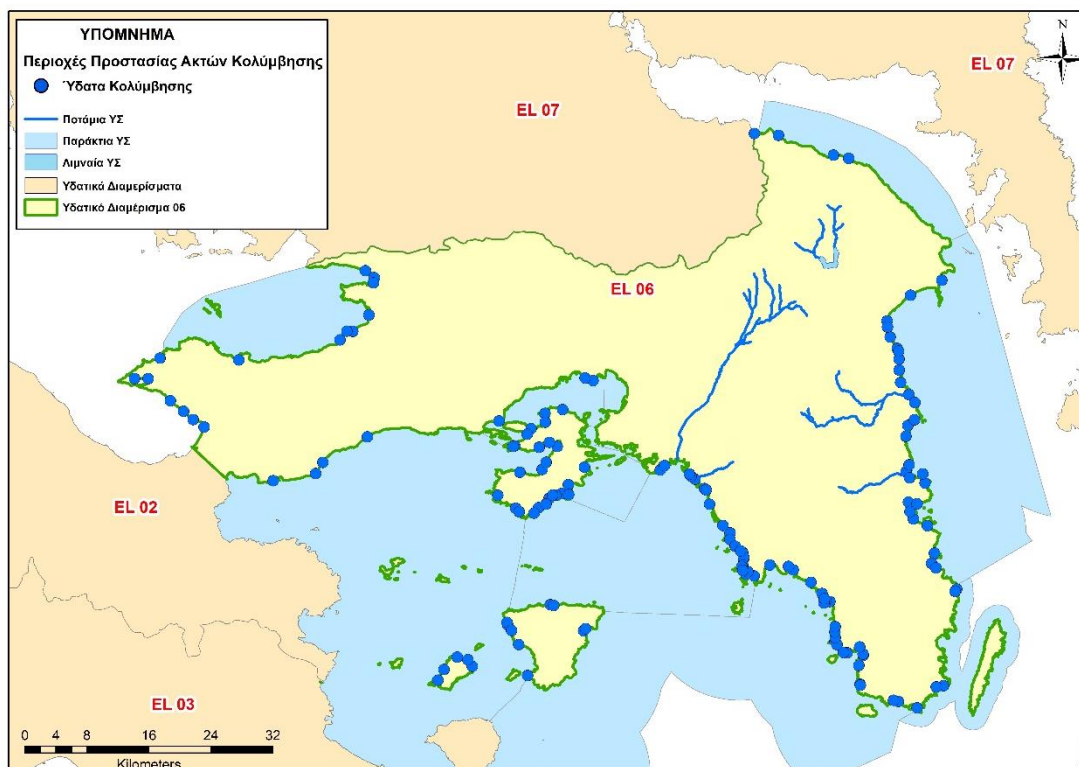 ΥΠΟΜΝΗΜΑ
Περιοχές Προστασίας Ακτών Κολύμβησης
Ύδατα Κολύμβησης
Ποτάμια ΥΣ
Παράκτια ΥΣ
Λιμναία ΥΣ
Υδατικά Διαμερίσματα
Υδατικό Διαμέρισμα 06
N
EL 07
EL 07
EL 06
EL 02
EL 03
0 4 8 16 24 32
Kilometers